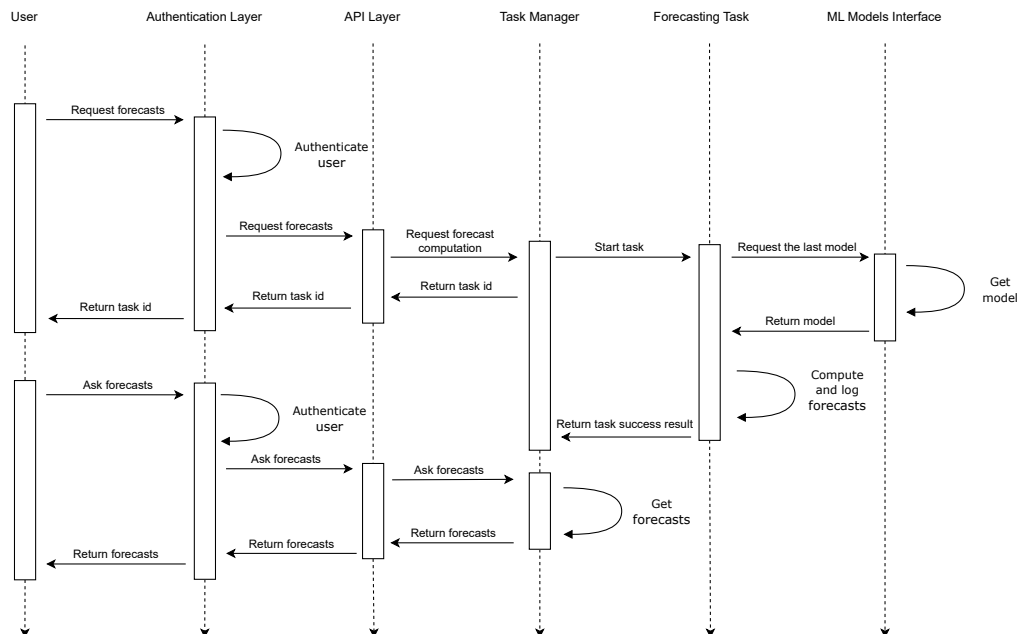 User
Authentication Layer
API Layer
Task Manager
Forecasting Task
ML Models Interface
Request forecasts
Authenticate
user
Request forecasts
Request forecast
computation
Start task
Request the last model
Get
model
Return task id
Return task id
Return task id
Return model
Ask forecasts
Authenticate
user
Compute
and log
forecasts
Return task success result
Ask forecasts
Ask forecasts
Get
forecasts
Return forecasts
Return forecasts
Return forecasts